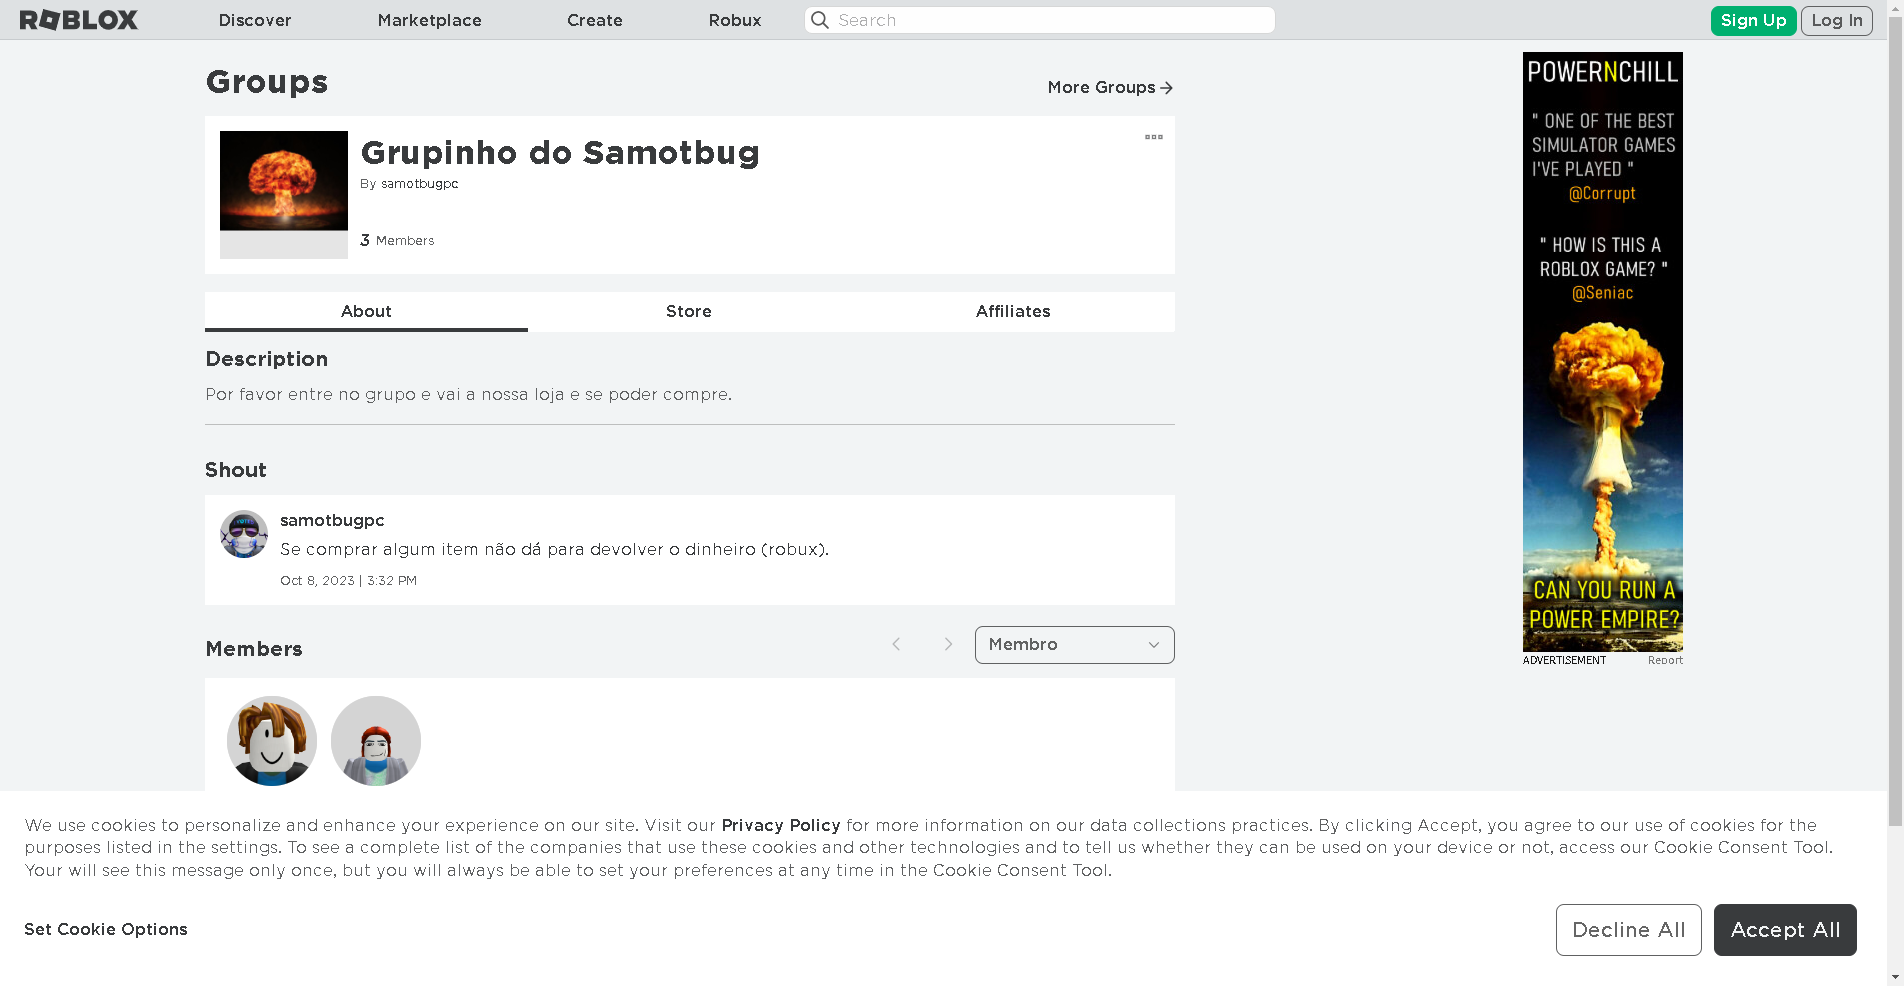 ROBLOX
Discover
Marketplace
Create
Robux
Search
Sign Up
Log In
Groups
More Groups
Grupinho do Samotbug
By samotbugpc
3 Members
About
Store
Affiliates
Description
Por favor entre no grupo e vai a nossa loja e se poder compre.
Shout
samotbugpc
Se comprar algum item não dá para devolver o dinheiro (robux).
Oct 8, 2023 | 3:32 PM
Members
Membro
POWERNCHILL
" ONE OF THE BEST
SIMULATOR GAMES
I'VE PLAYED "
@Corrupt
" HOW IS THIS A
ROBLOX GAME? "
@Seniac
CAN YOU RUN A
POWER EMPIRE?
ADVERTISEMENT
Report
We use cookies to personalize and enhance your experience on our site. Visit our Privacy Policy for more information on our data collections practices. By clicking Accept, you agree to our use of cookies for the
purposes listed in the settings. To see a complete list of the companies that use these cookies and other technologies and to tell us whether they can be used on your device or not, access our Cookie Consent Tool.
Your will see this message only once, but you will always be able to set your preferences at any time in the Cookie Consent Tool.
Set Cookie Options
Decline All
Accept All